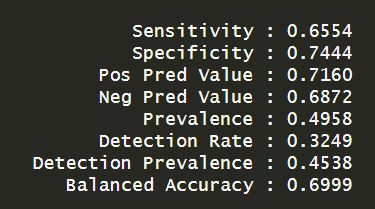 Sensitivity : 0.6554
Specificity : 0.7444
Pos Pred Value : 0.7160
Neg Pred Value : 0.6872
Prevalence : 0.4958
Detection Rate : 0.3249
Detection Prevalence : 0.4538
Balanced Accuracy : 0.6999